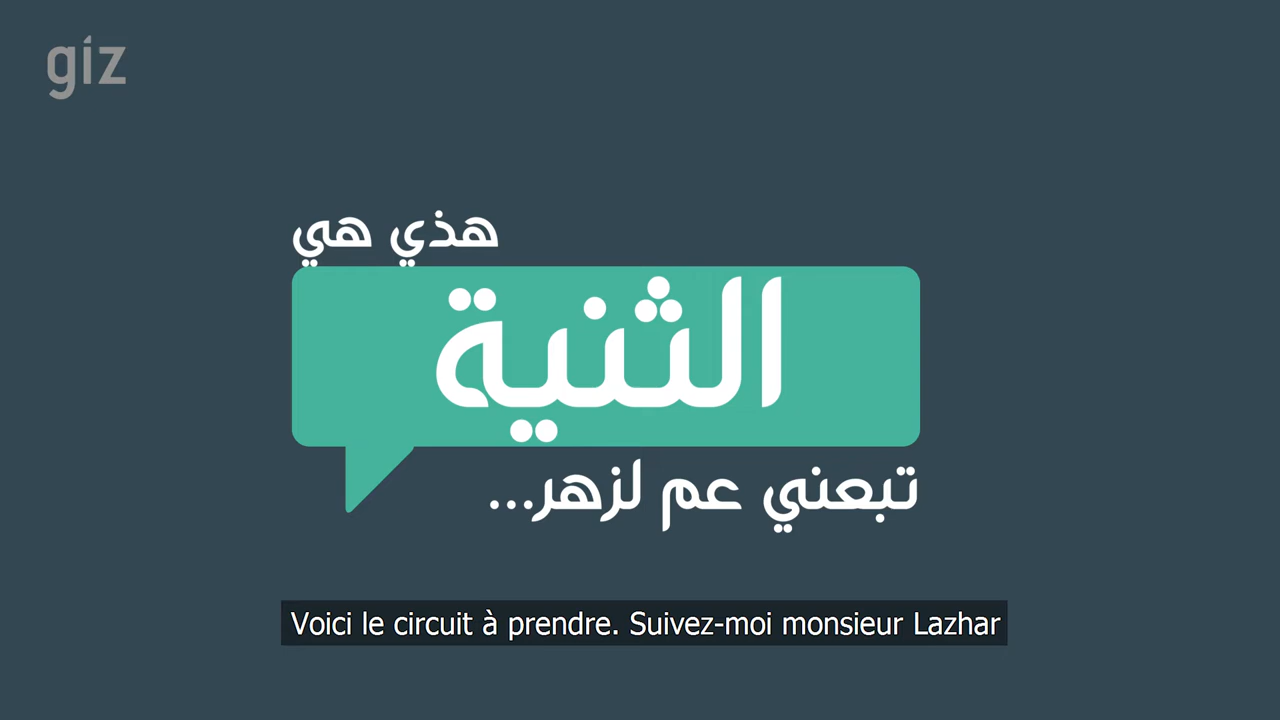 giz
هذي هي
الثنية
تبعني عم لزهر...
Voici le circuit à prendre. Suivez-moi monsieur Lazhar